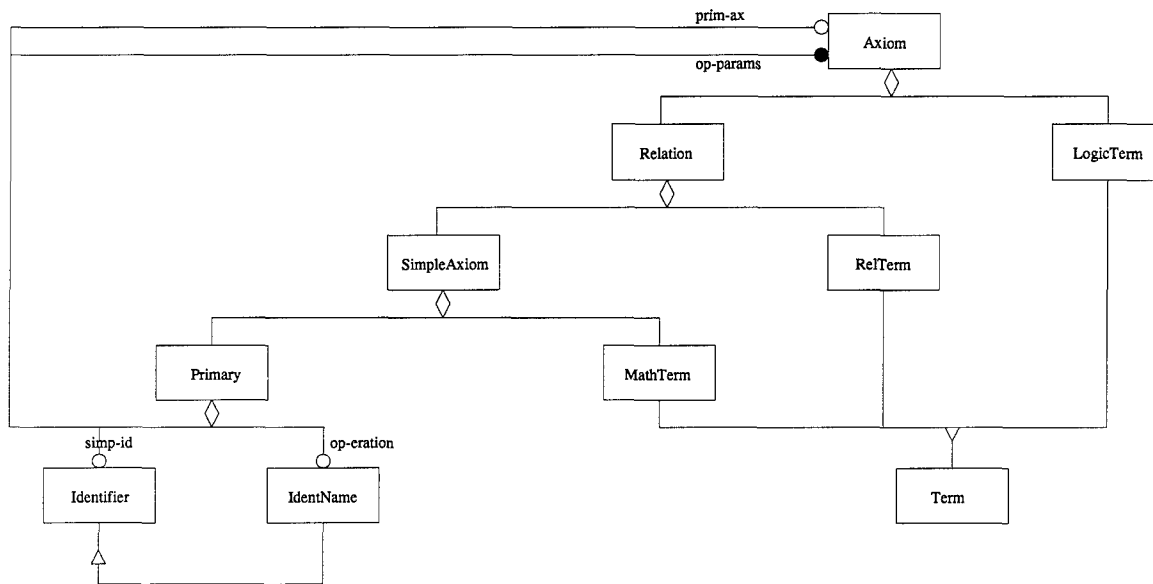 prim-ax
Axiom
op-params
Relation
LogicTerm
SimpleAxiom
RelTerm
Primary
MathTerm
simp-id
op-eration
Identifier
IdentName
Term